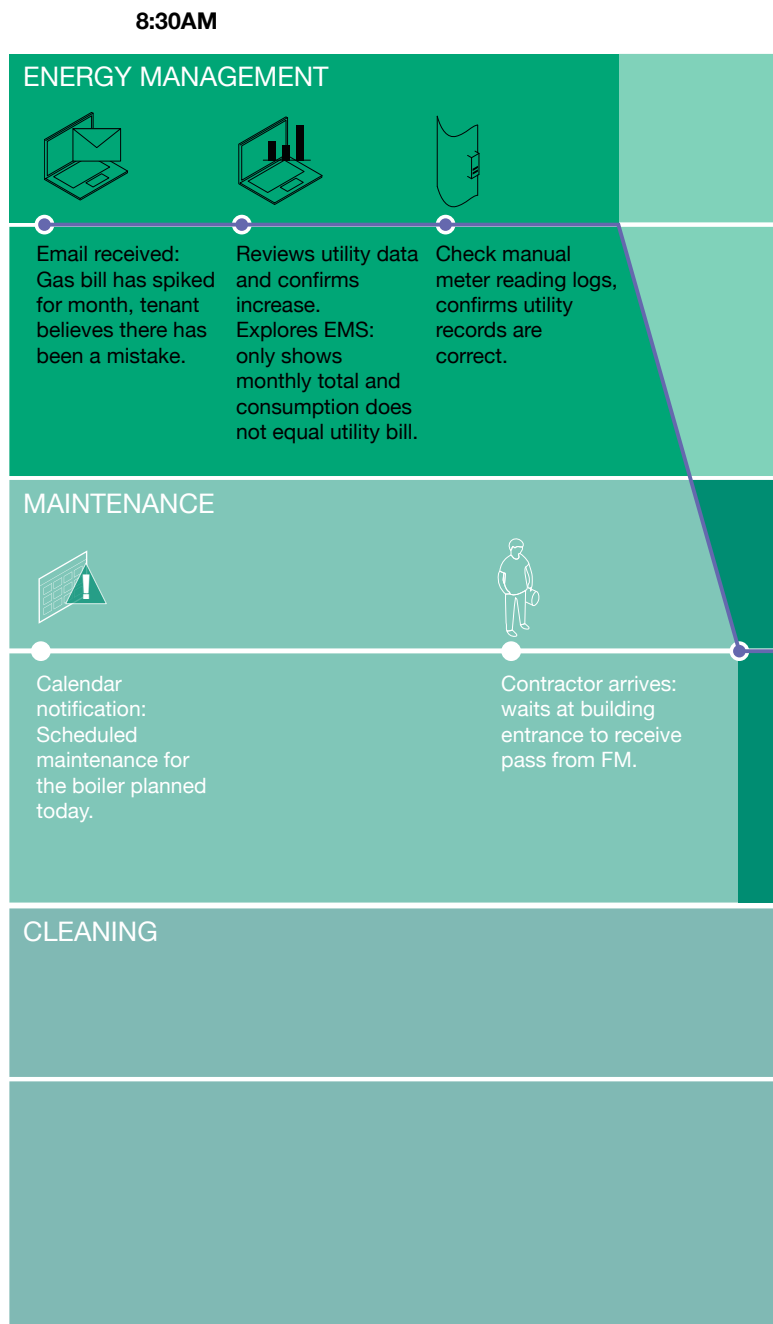 8:30AM
ENERGY MANAGEMENT
Email received:
Gas bill has spiked
for month, tenant
believes there has
been a mistake.
Reviews utility data
and confirms
increase.
Explores EMS:
only shows
monthly total and
consumption does
not equal utility bill.
Check manual
meter reading logs,
confirms utility
records are
correct.
MAINTENANCE
!
Calendar
notification:
Scheduled
maintenance for
the boiler planned
today.
Contractor arrives:
waits at building
entrance to receive
pass from FM.
CLEANING